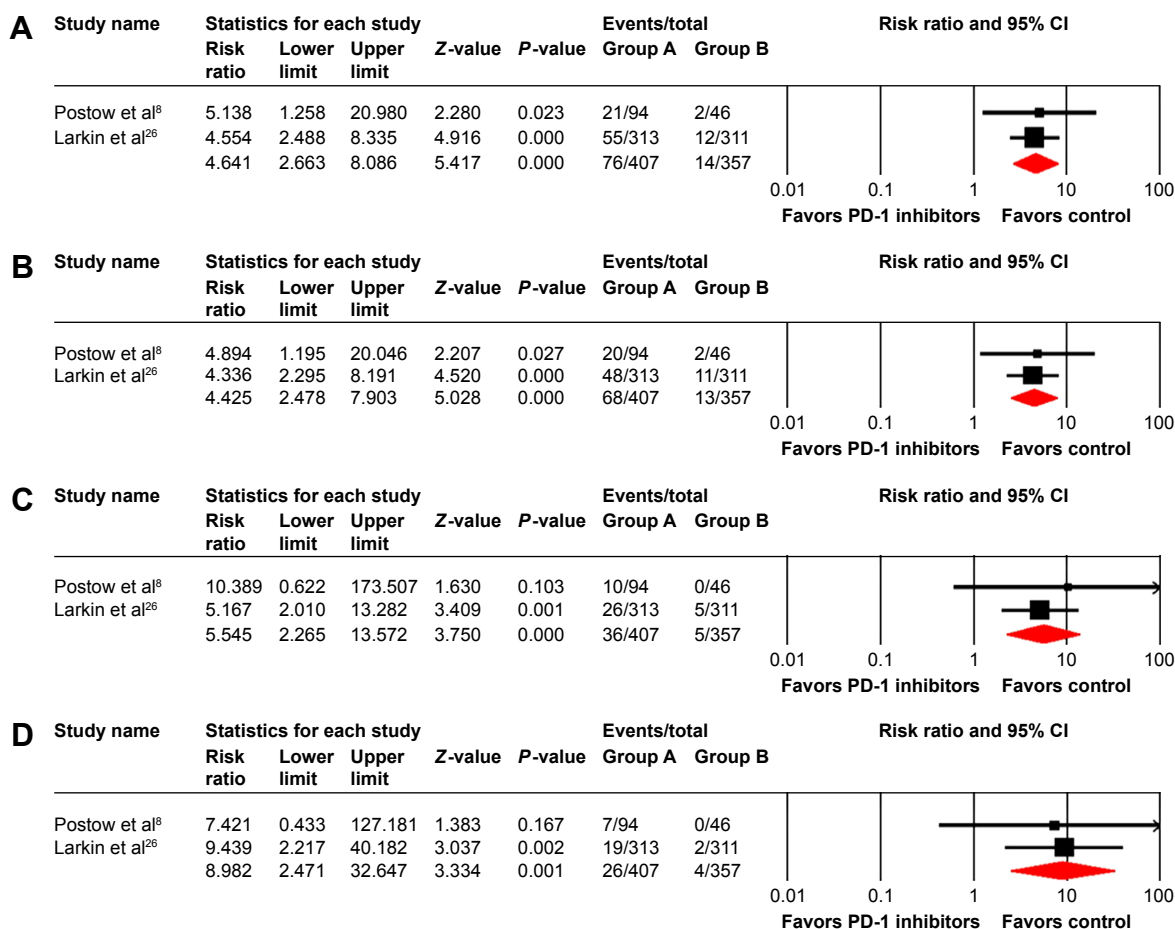 A Study name Statistics for each study Events/total Risk ratio and 95% CI
Risk ratio Lower limit Upper limit Z-value P-value Group A Group B
Postow et al⁸ 5.138 1.258 20.980 2.280 0.023 21/94 2/46
Larkin et al²⁶ 4.554 2.488 8.335 4.916 0.000 55/313 12/311
4.641 2.663 8.086 5.417 0.000 76/407 14/357
0.01 0.1 1 10 100
Favors PD-1 inhibitors Favors control
B Study name Statistics for each study Events/total Risk ratio and 95% CI
Risk ratio Lower limit Upper limit Z-value P-value Group A Group B
Postow et al⁸ 4.894 1.195 20.046 2.207 0.027 20/94 2/46
Larkin et al²⁶ 4.336 2.295 8.191 4.520 0.000 48/313 11/311
4.425 2.478 7.903 5.028 0.000 68/407 13/357
0.01 0.1 1 10 100
Favors PD-1 inhibitors Favors control
C Study name Statistics for each study Events/total Risk ratio and 95% CI
Risk ratio Lower limit Upper limit Z-value P-value Group A Group B
Postow et al⁸ 10.389 0.622 173.507 1.630 0.103 10/94 0/46
Larkin et al²⁶ 5.167 2.010 13.282 3.409 0.001 26/313 5/311
5.545 2.265 13.572 3.750 0.000 36/407 5/357
0.01 0.1 1 10 100
Favors PD-1 inhibitors Favors control
D Study name Statistics for each study Events/total Risk ratio and 95% CI
Risk ratio Lower limit Upper limit Z-value P-value Group A Group B
Postow et al⁸ 7.421 0.433 127.181 1.383 0.167 7/94 0/46
Larkin et al²⁶ 9.439 2.217 40.182 3.037 0.002 19/313 2/311
8.982 2.471 32.647 3.334 0.001 26/407 4/357
0.01 0.1 1 10 100
Favors PD-1 inhibitors Favors control